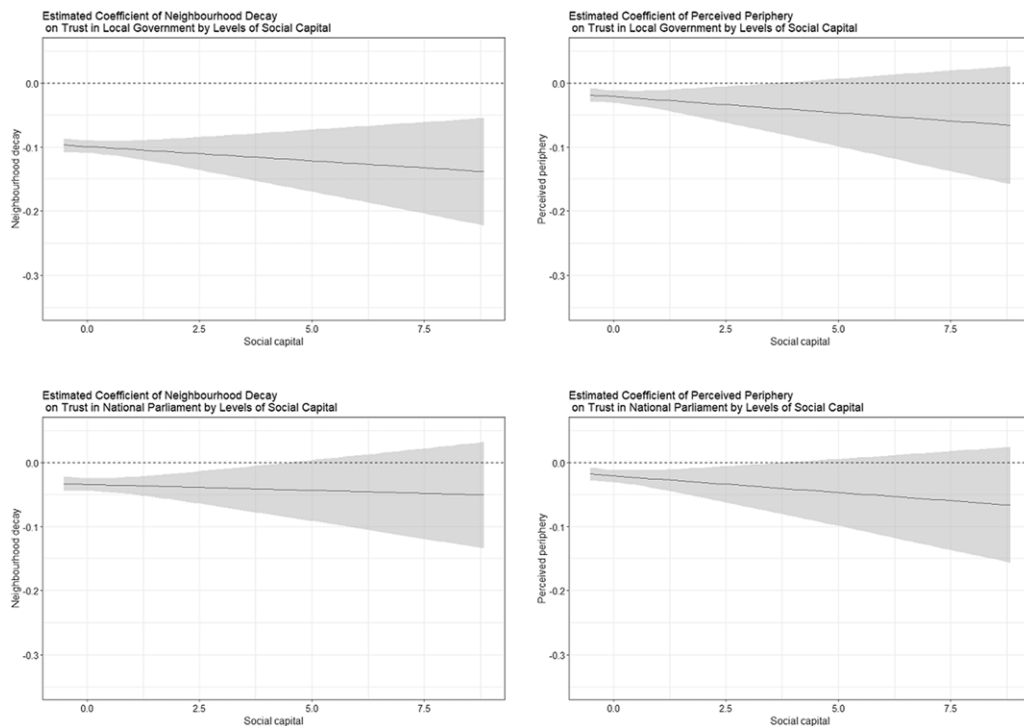 Estimated Coefficient of Neighbourhood Decay
on Trust in Local Government by Levels of Social Capital
0.0
-0.1
-0.2
-0.3
Neighbourhood decay
0.0 2.5 5.0 7.5
Social capital
Estimated Coefficient of Perceived Periphery
on Trust in Local Government by Levels of Social Capital
0.0
-0.1
-0.2
-0.3
Perceived periphery
0.0 2.5 5.0 7.5
Social capital
Estimated Coefficient of Neighbourhood Decay
on Trust in National Parliament by Levels of Social Capital
0.0
-0.1
-0.2
-0.3
Neighbourhood decay
0.0 2.5 5.0 7.5
Social capital
Estimated Coefficient of Perceived Periphery
on Trust in National Parliament by Levels of Social Capital
0.0
-0.1
-0.2
-0.3
Perceived periphery
0.0 2.5 5.0 7.5
Social capital